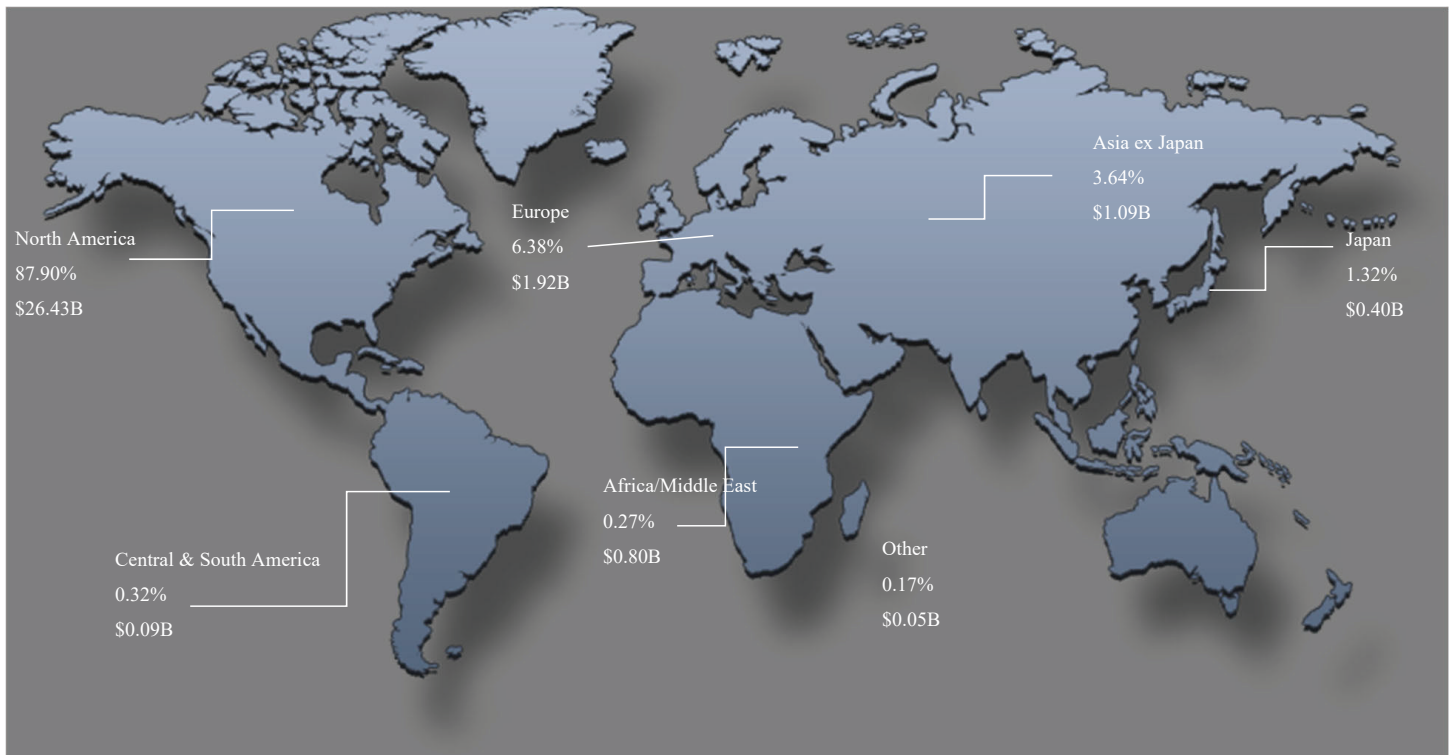 North America
87.90%
$26.43B
Europe
6.38%
$1.92B
Asia ex Japan
3.64%
$1.09B
Japan
1.32%
$0.40B
Central & South America
0.32%
$0.09B
Africa/Middle East
0.27%
$0.80B
Other
0.17%
$0.05B